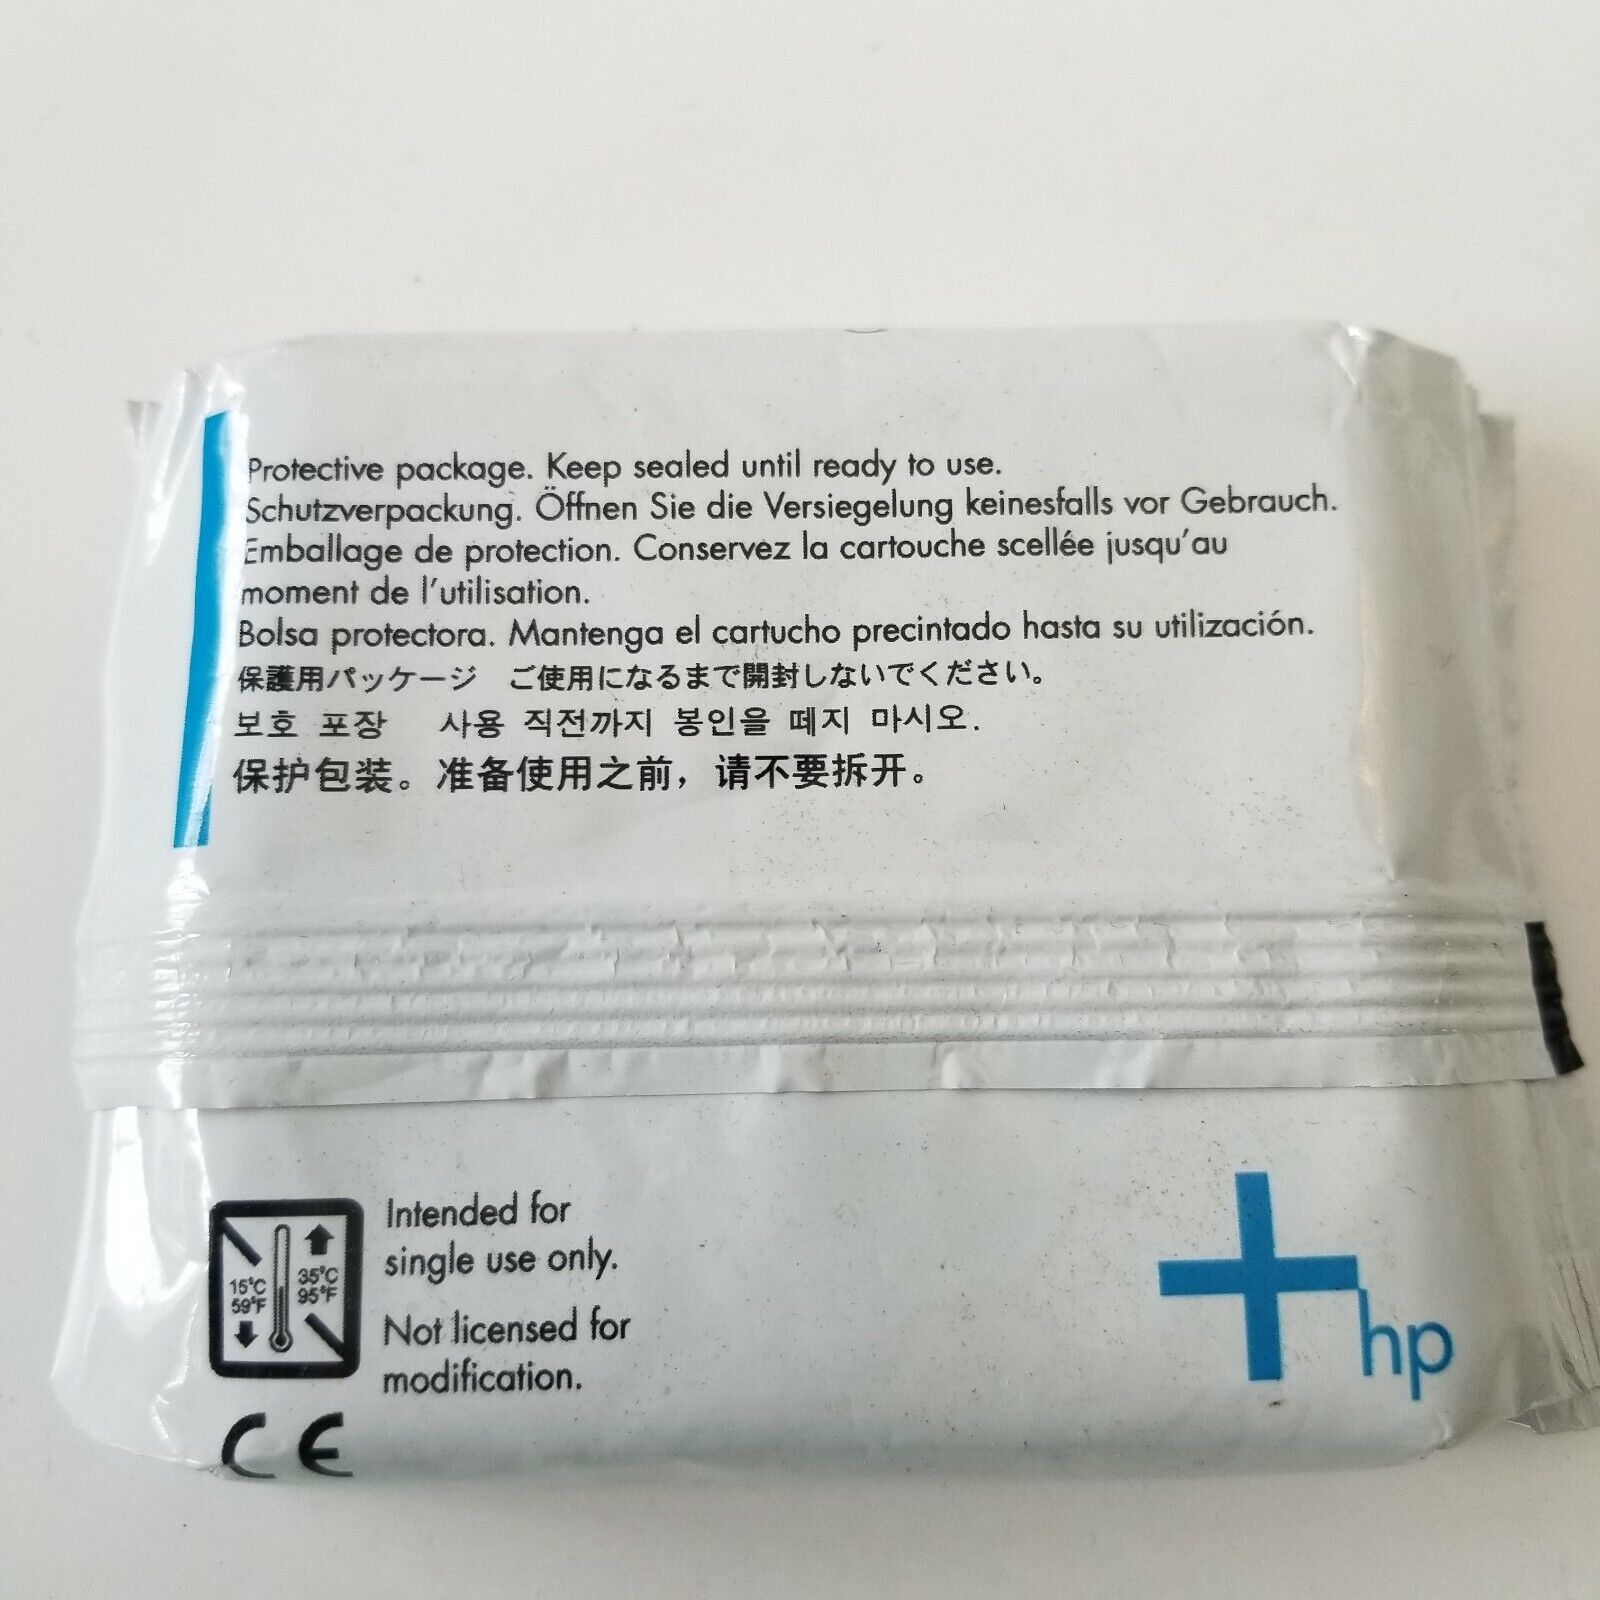 Protective package. Keep sealed until ready to use.
Schutzverpackung. Öffnen Sie die Versiegelung keinesfalls vor Gebrauch.
Emballage de protection. Conservez la cartouche scellée jusqu'au
moment de l'utilisation.
Bolsa protectora. Mantenga el cartucho precintado hasta su utilización.
保護用パッケージ　ご使用になるまで開封しないでください。
보호 포장 사용 직전까지 봉인을 떼지 마시오.
保护包装。准备使用之前，请不要拆开。
Intended for
single use only.
15°C
59°F
35°C
95°F
Not licensed for
modification.
hp
CE